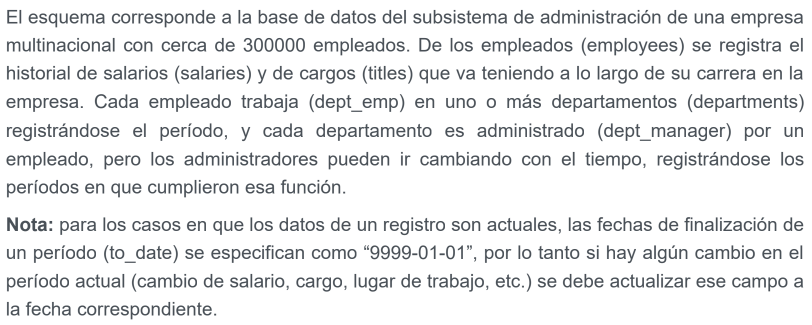 El esquema corresponde a la base de datos del subsistema de administración de una empresa
multinacional con cerca de 300000 empleados. De los empleados (employees) se registra el
historial de salarios (salaries) y de cargos (titles) que va teniendo a lo largo de su carrera en la
empresa. Cada empleado trabaja (dept_emp) en uno o más departamentos (departments)
registrándose el período, y cada departamento es administrado (dept_manager) por un
empleado, pero los administradores pueden ir cambiando con el tiempo, registrándose los
períodos en que cumplieron esa función.
Nota: para los casos en que los datos de un registro son actuales, las fechas de finalización de
un período (to_date) se especifican como “9999-01-01”, por lo tanto si hay algún cambio en el
período actual (cambio de salario, cargo, lugar de trabajo, etc.) se debe actualizar ese campo a
la fecha correspondiente.